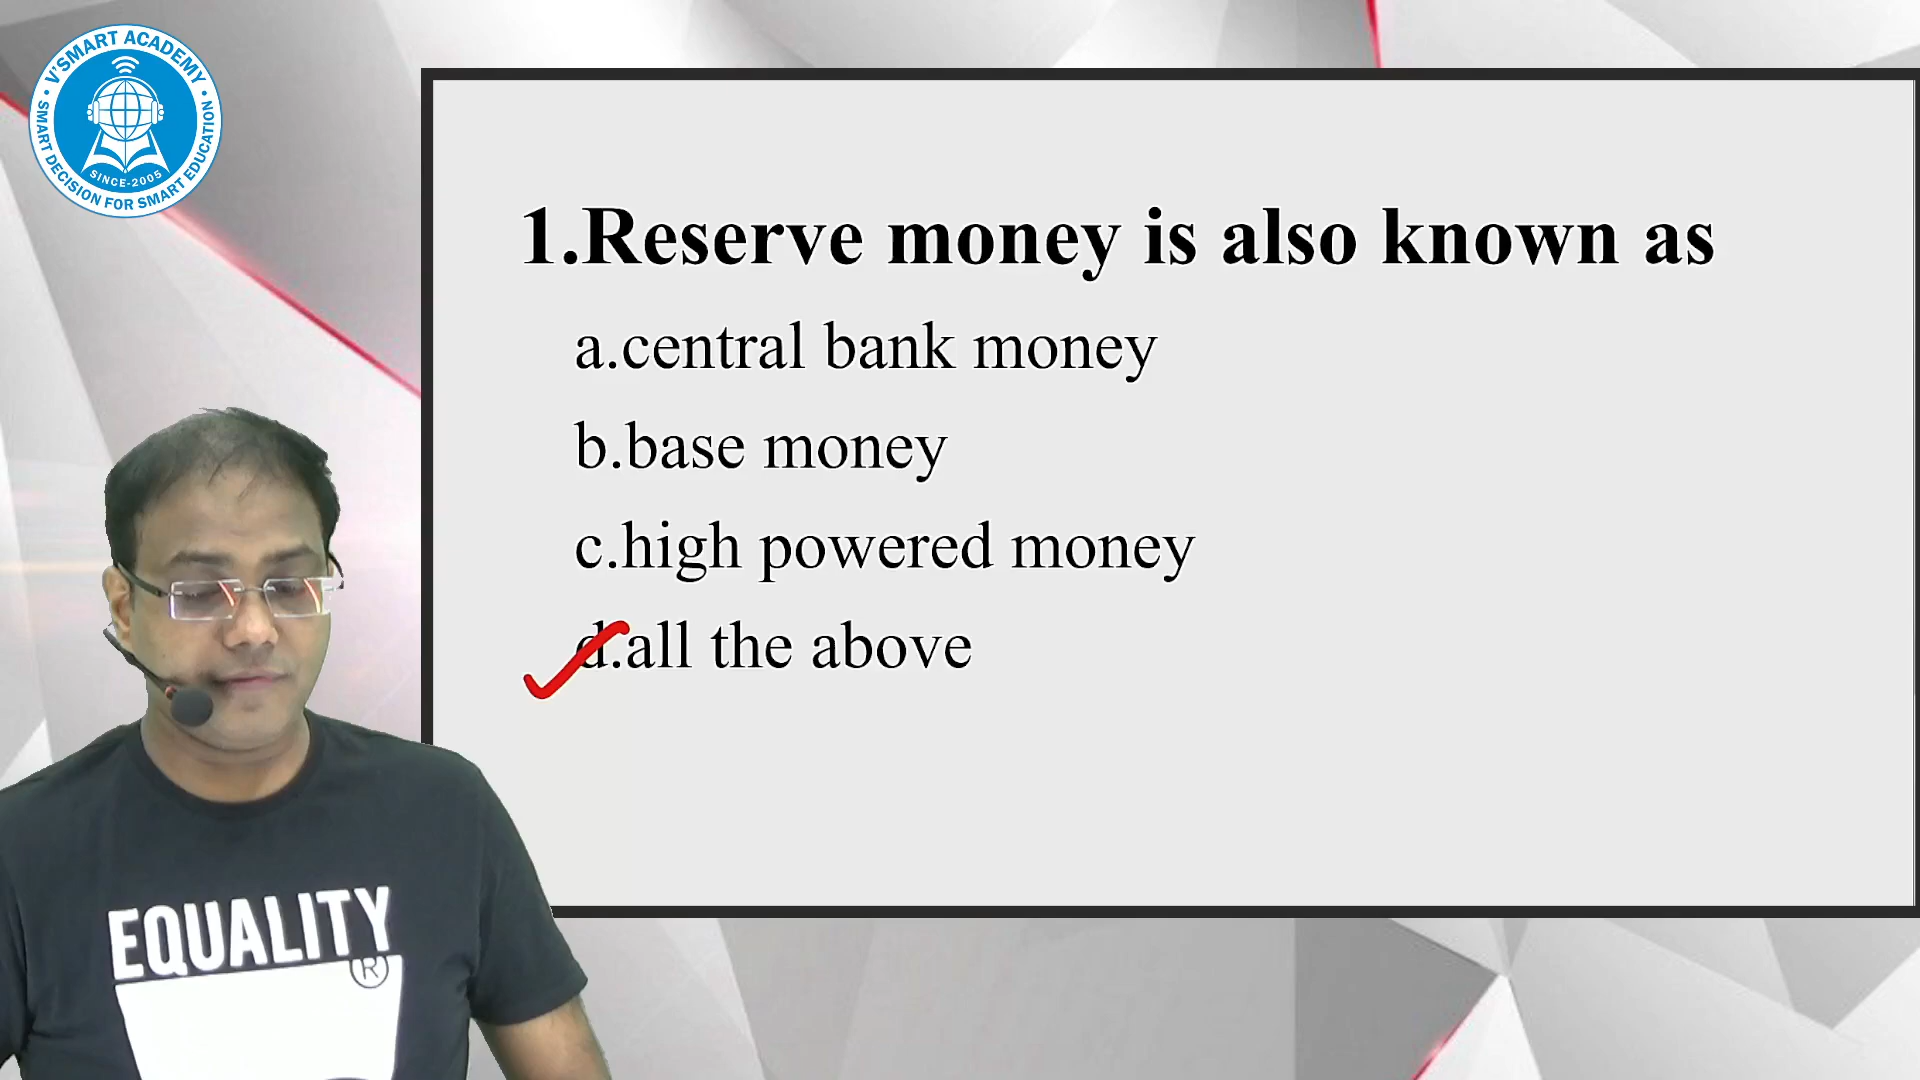 V'SMART ACADEMY
SINCE-2005
SMART DECISION FOR SMART EDUCATION
1.Reserve money is also known as
a.central bank money
b.base money
c.high powered money
d.all the above
EQUALITY
®